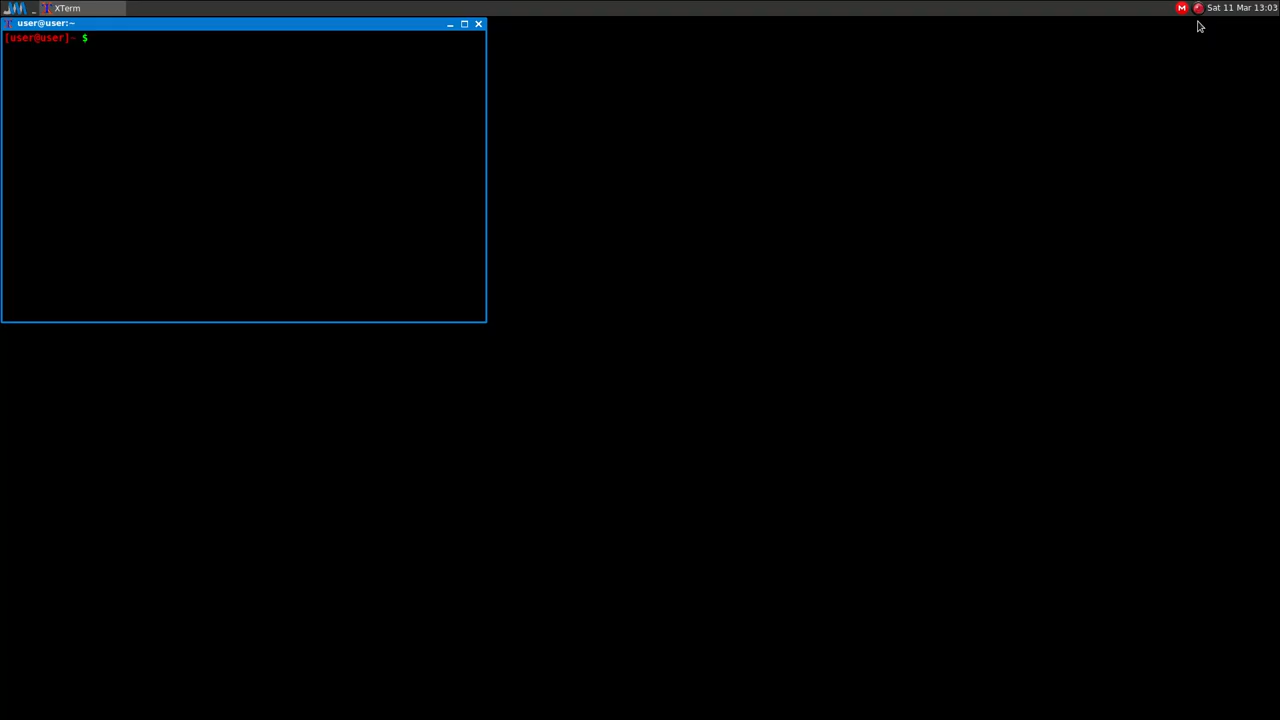 XTerm
M
Sat 11 Mar 13:03
user@user:~
[user@user]~ $